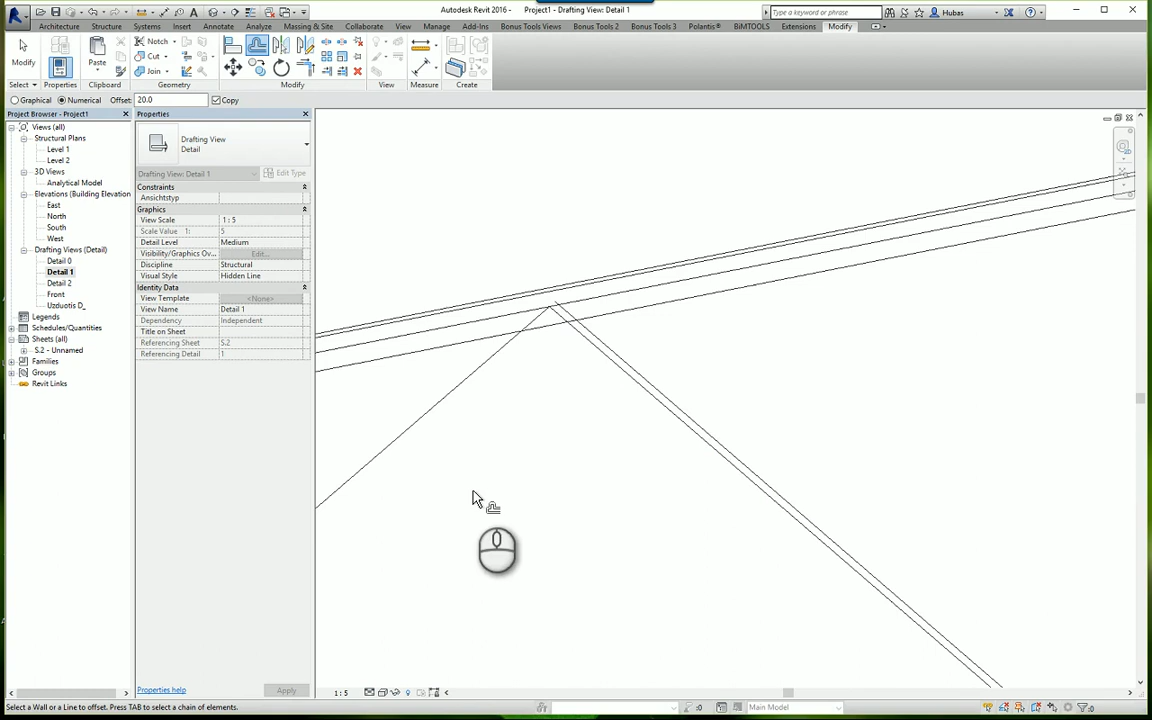 Autodesk Revit 2016 - Project1 - Drafting View: Detail 1
Type a keyword or phrase
Hubas
Architecture Structure Systems Insert Annotate Analyze Massing & Site Collaborate View Manage Add-Ins Bonus Tools Views Bonus Tools 2 Bonus Tools 3 Polantis® BiMTOOLS Extensions Modify
Modify
Paste
Notch
Cut
Join
Select Properties Clipboard Geometry Modify View Measure Create
Graphical Numerical Offset: 20.0 Copy
Project Browser - Project1
Views (all)
Structural Plans
Level 1
Level 2
3D Views
Analytical Model
Elevations (Building Elevation
East
North
South
West
Drafting Views (Detail)
Detail 0
Detail 1
Detail 2
Front
Uzduotis D_
Legends
Schedules/Quantities
Sheets (all)
S.2 - Unnamed
Families
Groups
Revit Links
Properties
Drafting View
Detail
Drafting View: Detail 1 Edit Type
Constraints
Ansichtstyp
Graphics
View Scale 1 : 5
Scale Value 1: 5
Detail Level Medium
Visibility/Graphics Ov... Edit...
Discipline Structural
Visual Style Hidden Line
Identity Data
View Template <None>
View Name Detail 1
Dependency Independent
Title on Sheet
Referencing Sheet S.2
Referencing Detail 1
Properties help Apply
1 : 5
Select a Wall or a Line to offset. Press TAB to select a chain of elements. :0 Main Model :0